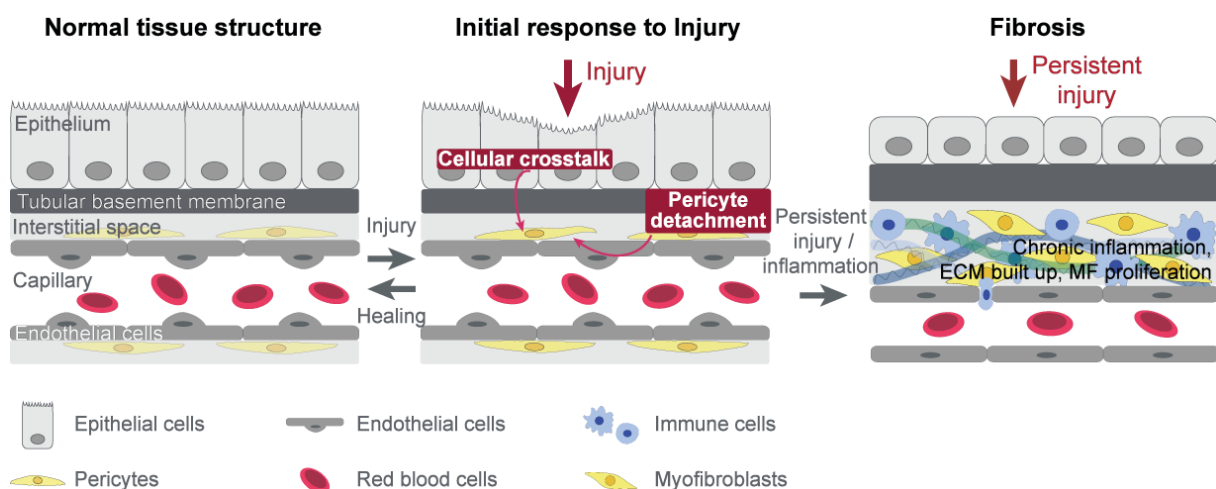 Normal tissue structure
Initial response to Injury
Fibrosis
Injury
Persistent
injury
Epithelium
Cellular crosstalk
Tubular basement membrane
Pericyte
detachment
Interstitial space
Injury
Persistent
injury /
inflammation
Chronic inflammation,
ECM built up, MF proliferation
Capillary
Healing
Endothelial cells
Epithelial cells
Endothelial cells
Immune cells
Pericytes
Red blood cells
Myofibroblasts